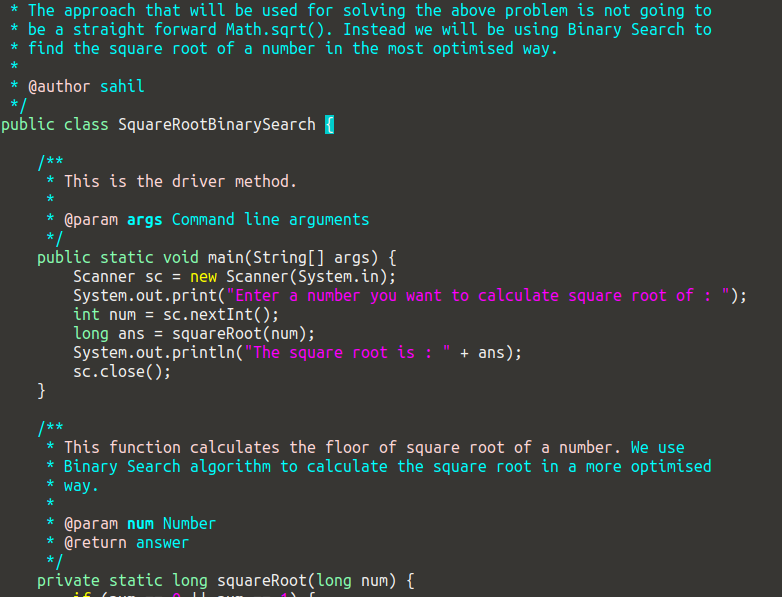 * The approach that will be used for solving the above problem is not going to
* be a straight forward Math.sqrt(). Instead we will be using Binary Search to
* find the square root of a number in the most optimised way.
*
* @author sahil
*/
public class SquareRootBinarySearch {
/**
* This is the driver method.
*
* @param args Command line arguments
*/
public static void main(String[] args) {
Scanner sc = new Scanner(System.in);
System.out.print("Enter a number you want to calculate square root of : ");
int num = sc.nextInt();
long ans = squareRoot(num);
System.out.println("The square root is : " + ans);
sc.close();
}
/**
* This function calculates the floor of square root of a number. We use
* Binary Search algorithm to calculate the square root in a more optimised
* way.
*
* @param num Number
* @return answer
*/
private static long squareRoot(long num) {